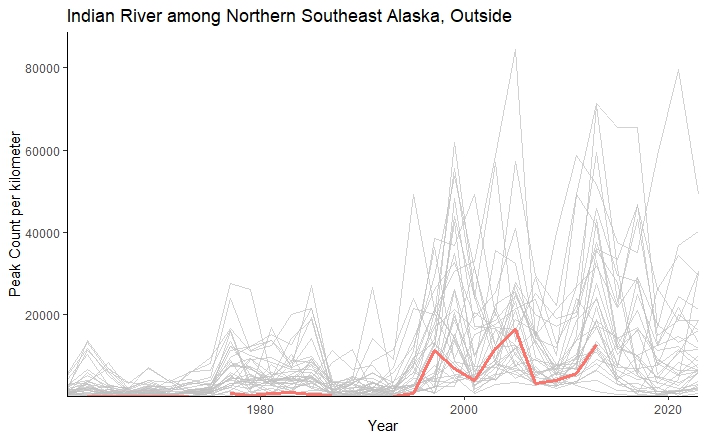 Indian River among Northern Southeast Alaska, Outside
80000
60000
40000
20000
Peak Count per kilometer
1980
2000
2020
Year